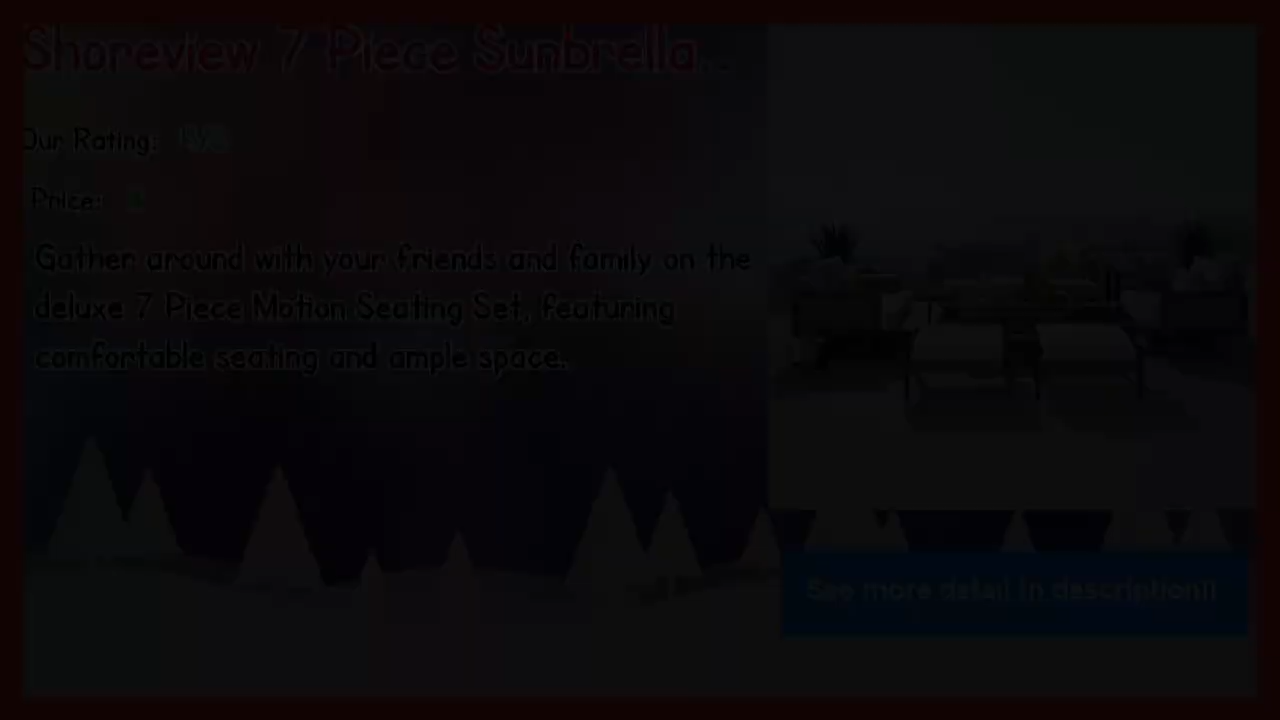 Shoreview 7 Piece Sunbrella...
Our Rating:
Price:
Gather around with your friends and family on the
deluxe 7 Piece Motion Seating Set, featuring
comfortable seating and ample space.
See more detail in description!!